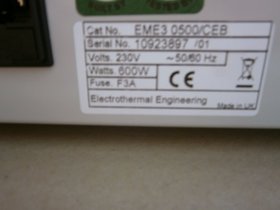 Cat No. EME3 0500/CEB
Serial No. 10923897 /01
Volts. 230V ~50/60 Hz
Watts. 600W
Fuse. F3A
CE
Electrothermal Engineering
Made in UK